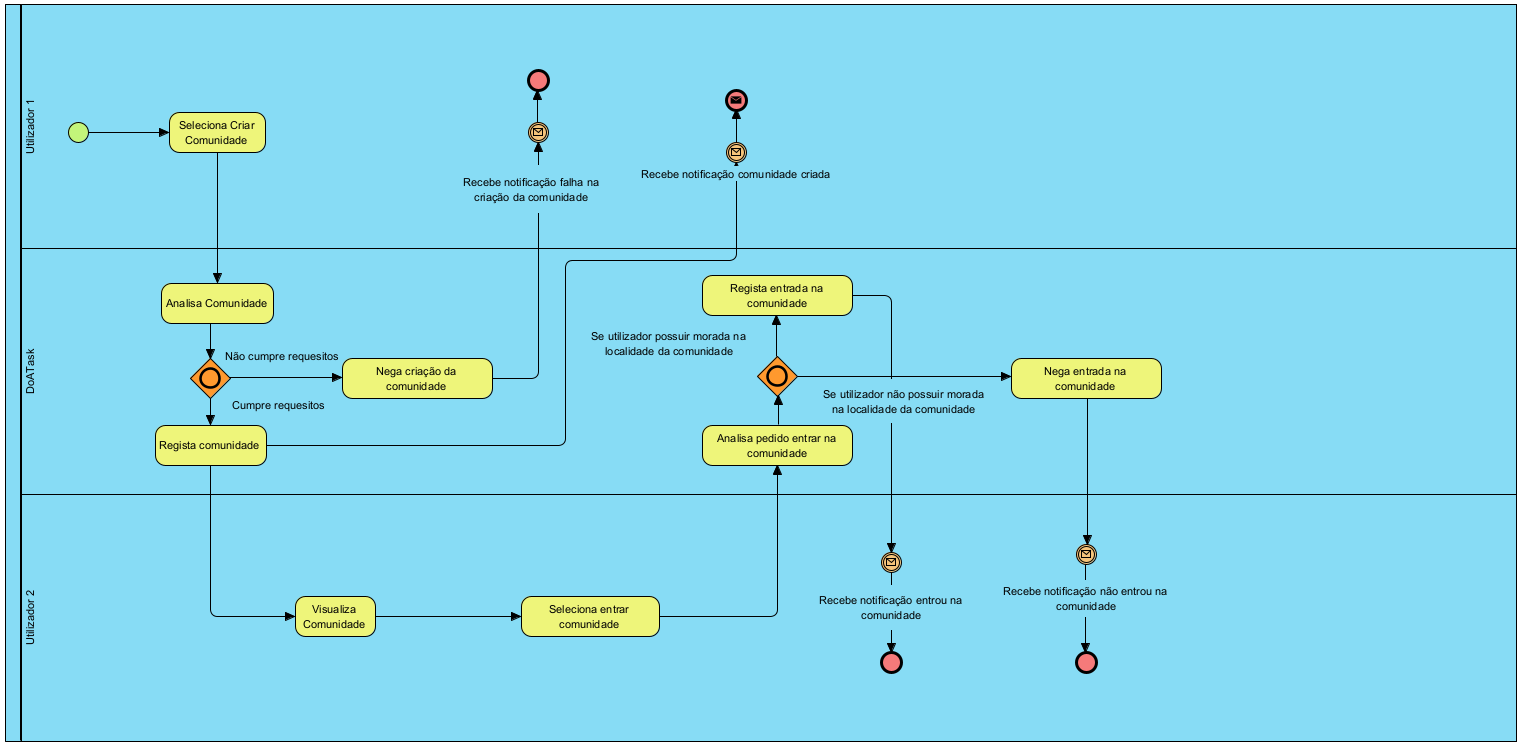 Utilizador 1
Seleciona Criar
Comunidade
Recebe notificação falha na
criação da comunidade
Recebe notificação comunidade criada
DoATask
Analisa Comunidade
Não cumpre requesitos
Cumpre requesitos
Nega criação da
comunidade
Regista comunidade
Regista entrada na
comunidade
Se utilizador possuir morada na
localidade da comunidade
Se utilizador não possuir morada
na localidade da comunidade
Nega entrada na
comunidade
Analisa pedido entrar na
comunidade
Utilizador 2
Visualiza
Comunidade
Seleciona entrar
comunidade
Recebe notificação entrou na
comunidade
Recebe notificação não entrou na
comunidade